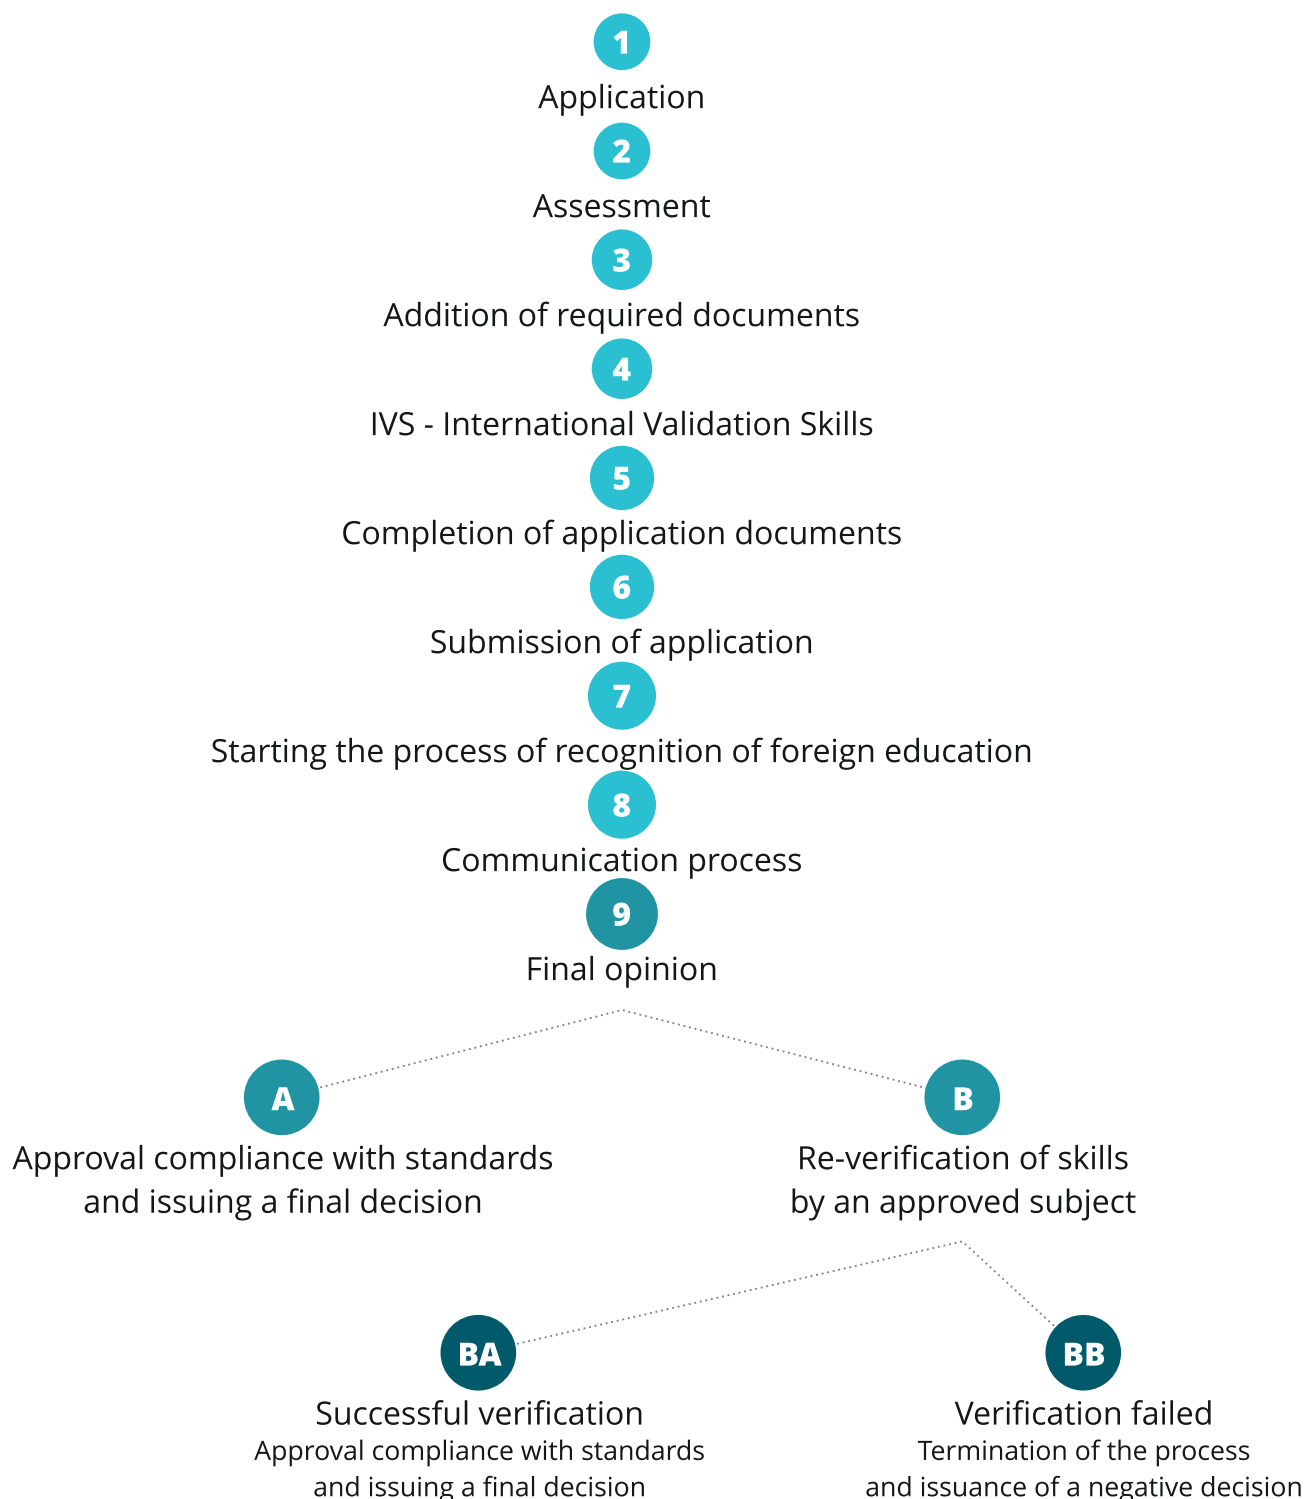 1
Application
2
Assessment
3
Addition of required documents
4
IVS - International Validation Skills
5
Completion of application documents
6
Submission of application
7
Starting the process of recognition of foreign education
8
Communication process
9
Final opinion
A
Approval compliance with standards
and issuing a final decision
B
Re-verification of skills
by an approved subject
BA
Successful verification
Approval compliance with standards
and issuing a final decision
BB
Verification failed
Termination of the process
and issuance of a negative decision